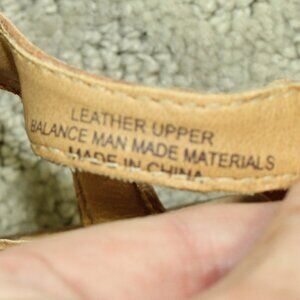 LEATHER UPPER
BALANCE MAN MADE MATERIALS
MADE IN CHINA